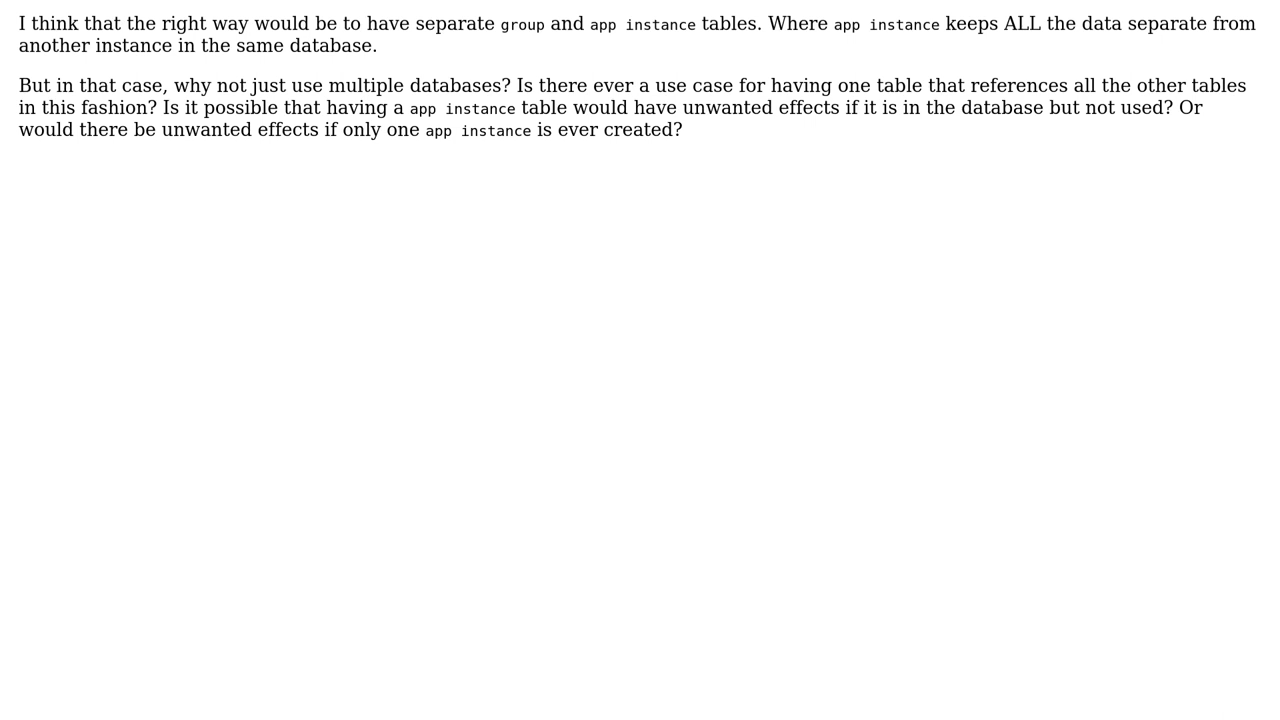 I think that the right way would be to have separate group and app instance tables. Where app instance keeps ALL the data separate from
another instance in the same database.
But in that case, why not just use multiple databases? Is there ever a use case for having one table that references all the other tables
in this fashion? Is it possible that having a app instance table would have unwanted effects if it is in the database but not used? Or
would there be unwanted effects if only one app instance is ever created?